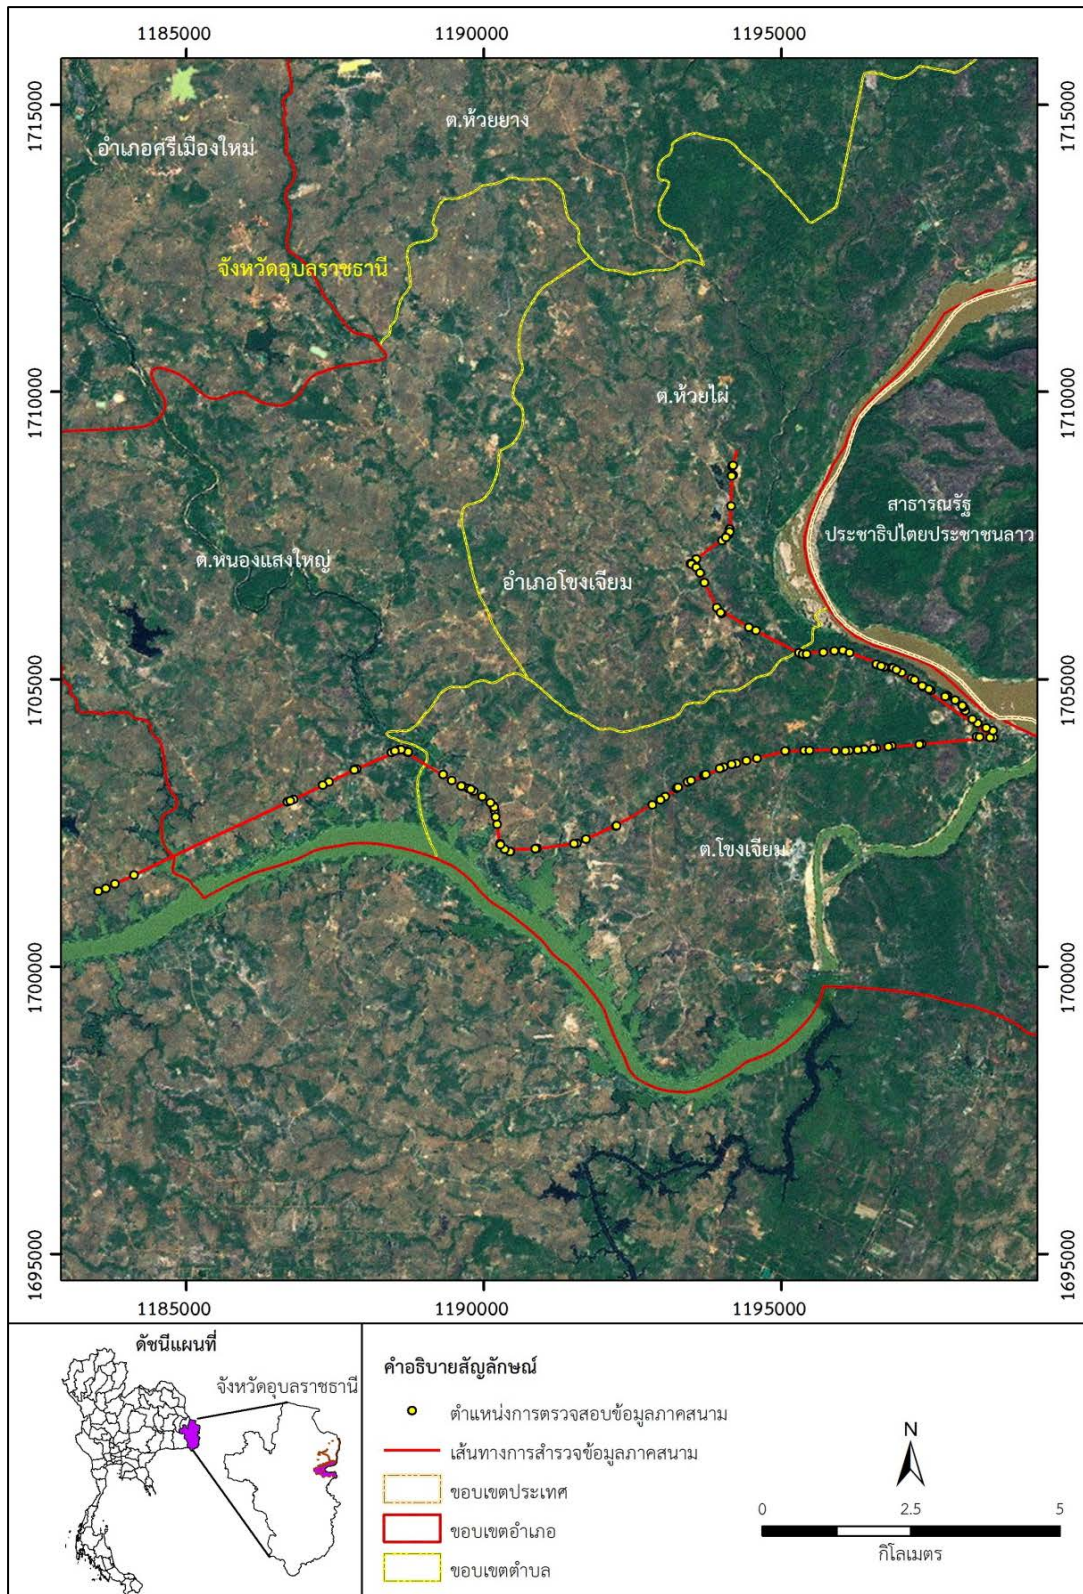 1185000 1190000 1195000
1715000 1715000
ต.ห้วยยาง
อำเภอศรีเมืองใหม่
จังหวัดอุบลราชธานี
1710000 1710000
ต.ห้วยไผ่
สาธารณรัฐ
ประชาธิปไตยประชาชนลาว
ต.หนองแสงใหญ่
อำเภอโขงเจียม
1705000 1705000
ต.โขงเจียม
1700000 1700000
1695000 1695000
1185000 1190000 1195000
ดัชนีแผนที่
จังหวัดอุบลราชธานี
คำอธิบายสัญลักษณ์
ตำแหน่งการตรวจสอบข้อมูลภาคสนาม
เส้นทางการสำรวจข้อมูลภาคสนาม
ขอบเขตประเทศ
ขอบเขตอำเภอ
ขอบเขตตำบล
N
0 2.5 5
กิโลเมตร